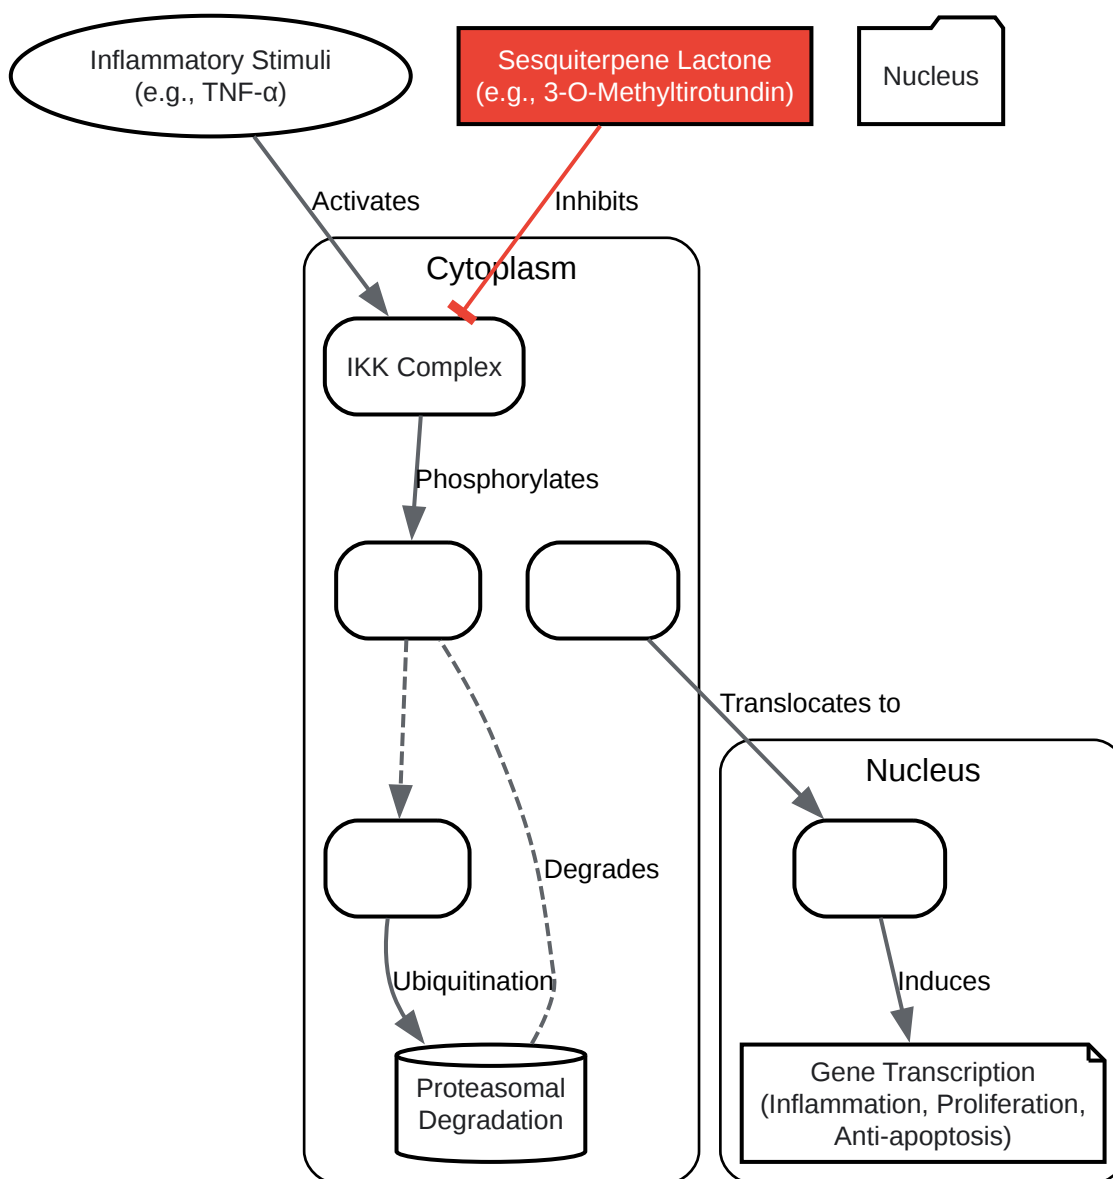 Inflammatory Stimuli
(e.g., TNF-α)
Sesquiterpene Lactone
(e.g., 3-O-Methyltirotundin)
Nucleus
Activates
Inhibits
Cytoplasm
IKK Complex
Phosphorylates
Translocates to
Nucleus
Degrades
Ubiquitination
Induces
Proteasomal
Degradation
Gene Transcription
(Inflammation, Proliferation,
Anti-apoptosis)